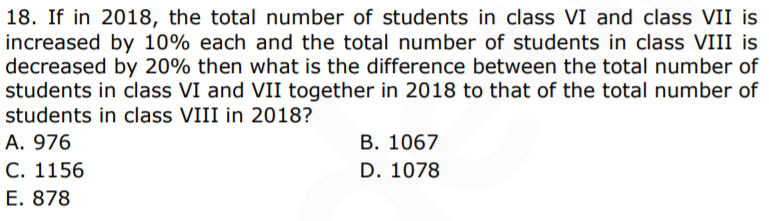 18. If in 2018, the total number of students in class VI and class VII is
increased by 10% each and the total number of students in class VIII is
decreased by 20% then what is the difference between the total number of
students in class VI and VII together in 2018 to that of the total number of
students in class VIII in 2018?
A. 976 B. 1067
C. 1156 D. 1078
E. 878